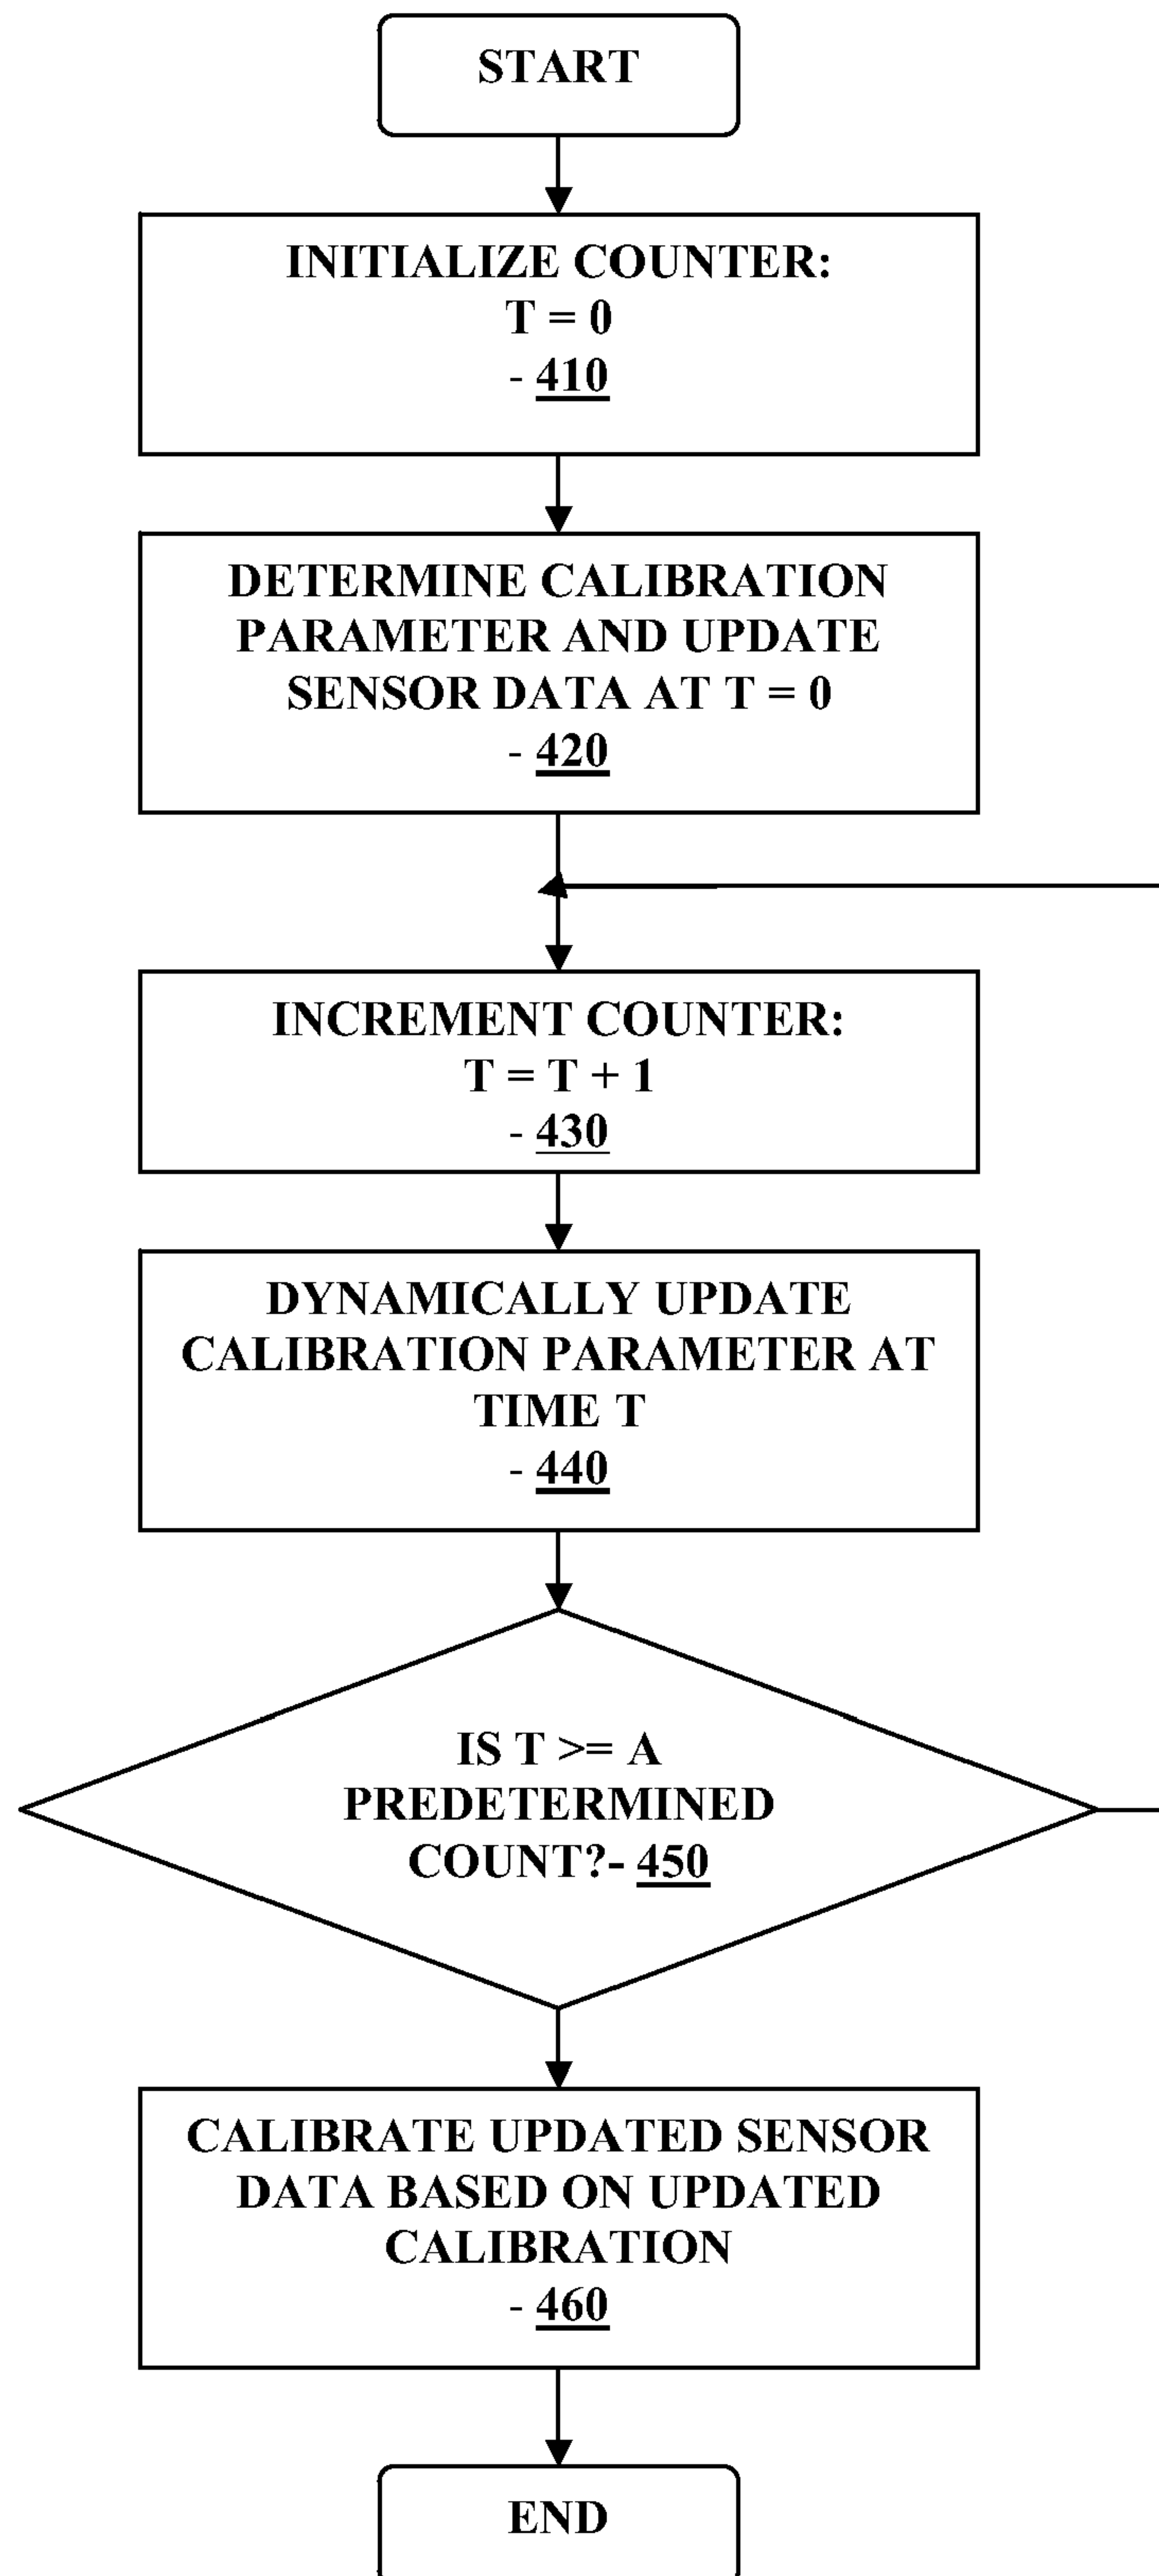 START
INITIALIZE COUNTER:
T = 0
- 410
DETERMINE CALIBRATION
PARAMETER AND UPDATE
SENSOR DATA AT T = 0
- 420
INCREMENT COUNTER:
T = T + 1
- 430
DYNAMICALLY UPDATE
CALIBRATION PARAMETER AT
TIME T
- 440
IS T >= A
PREDETERMINED
COUNT?- 450
CALIBRATE UPDATED SENSOR
DATA BASED ON UPDATED
CALIBRATION
- 460
END